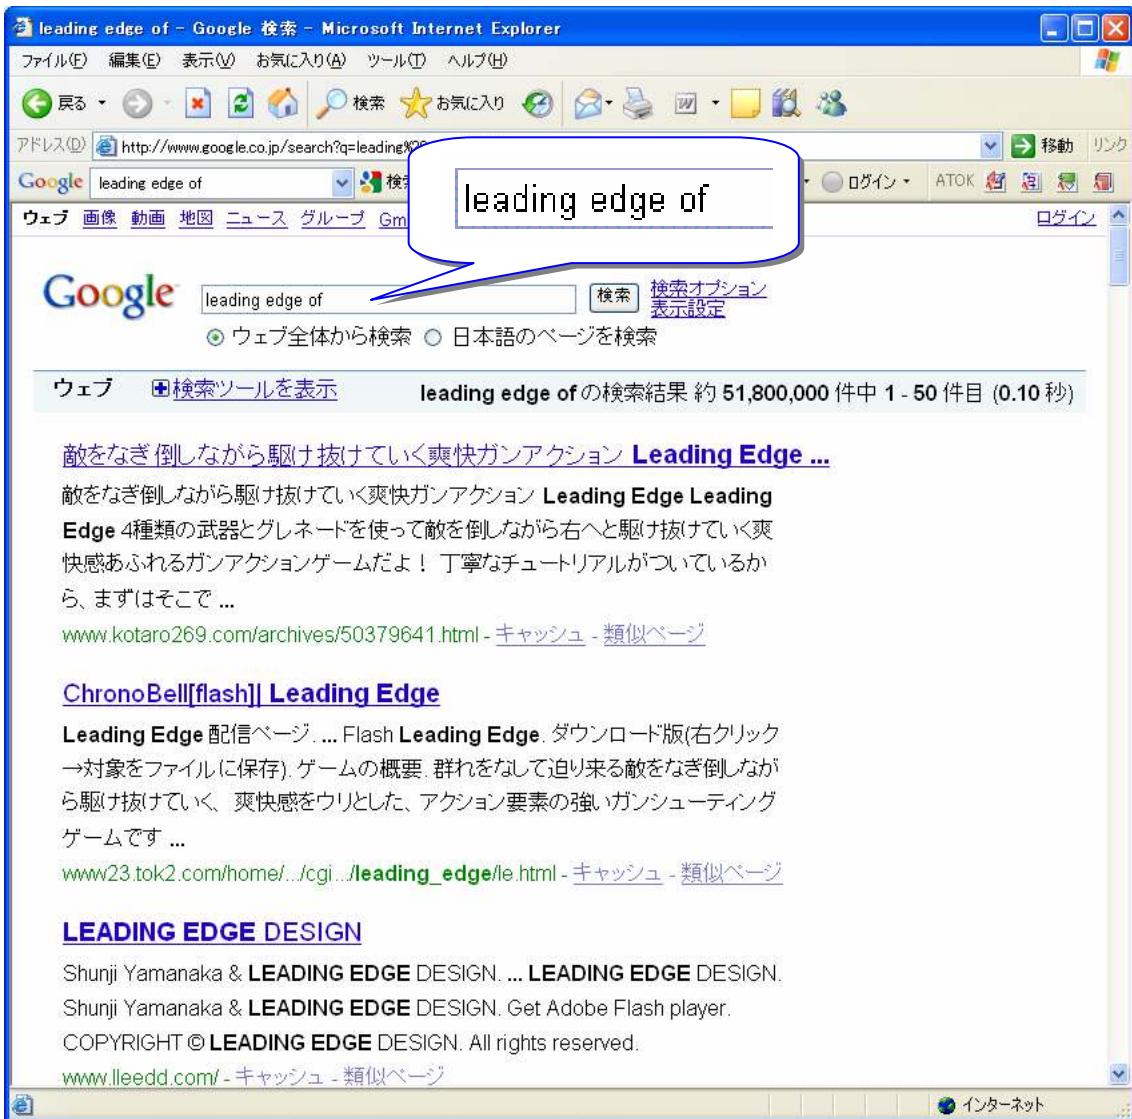 leading edge of - Google 検索 - Microsoft Internet Explorer
ファイル(F) 編集(E) 表示(V) お気に入り(A) ツール(T) ヘルプ(H)
戻る 検索 お気に入り
アドレス(D) http://www.google.co.jp/search?q=leading%20 移動 リンク
Google leading edge of 検索 ログイン ATOK
leading edge of
ウェブ 画像 動画 地図 ニュース グループ Gm ログイン
Google leading edge of 検索 検索オプション
表示設定
ウェブ全体から検索 日本語のページを検索
ウェブ 検索ツールを表示 leading edge of の検索結果 約 51,800,000 件中 1 - 50 件目 (0.10 秒)
敵をなぎ倒しながら駆け抜けていく爽快ガンアクション Leading Edge ...
敵をなぎ倒しながら駆け抜けていく爽快ガンアクション Leading Edge Leading
Edge 4種類の武器とグレネードを使って敵を倒しながら右へと駆け抜けていく爽
快感あふれるガンアクションゲームだよ！ 丁寧なチュートリアルがついているか
ら、まずはそこで ...
www.kotaro269.com/archives/50379641.html - キャッシュ - 類似ページ
ChronoBell[flash]| Leading Edge
Leading Edge 配信ページ. ... Flash Leading Edge. ダウンロード版(右クリック
→対象をファイルに保存). ゲームの概要. 群れをなして迫り来る敵をなぎ倒しなが
ら駆け抜けていく、 爽快感をウリとした、アクション要素の強いガンシューティング
ゲームです ...
www23.tok2.com/home/.../cgi.../leading_edge/le.html - キャッシュ - 類似ページ
LEADING EDGE DESIGN
Shunji Yamanaka & LEADING EDGE DESIGN. ... LEADING EDGE DESIGN.
Shunji Yamanaka & LEADING EDGE DESIGN. Get Adobe Flash player.
COPYRIGHT © LEADING EDGE DESIGN. All rights reserved.
www.lleedd.com/ - キャッシュ - 類似ページ
インターネット